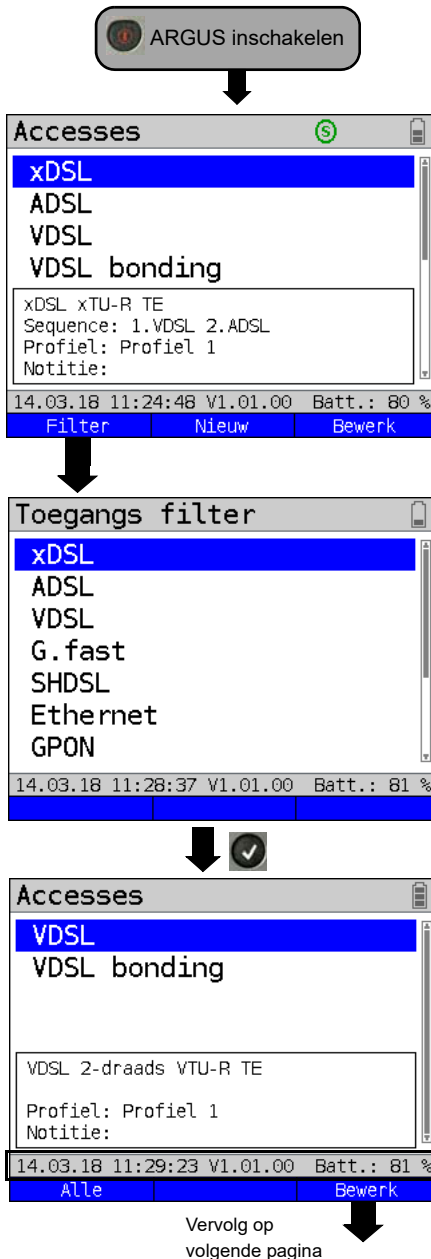 ARGUS inschakelen
Accesses S
xDSL
ADSL
VDSL
VDSL bonding
xDSL xTU-R TE
Sequence: 1.VDSL 2.ADSL
Profiel: Profiel 1
Notitie:
14.03.18 11:24:48 V1.01.00 Batt.: 80 %
Filter Nieuw Bewerk
Toegangs filter
xDSL
ADSL
VDSL
G.fast
SHDSL
Ethernet
GPON
14.03.18 11:28:37 V1.01.00 Batt.: 81 %
Accesses
VDSL
VDSL bonding
VDSL 2-draads VTU-R TE
Profiel: Profiel 1
Notitie:
14.03.18 11:29:23 V1.01.00 Batt.: 81 %
Alle Bewerk
Vervolg op
volgende pagina